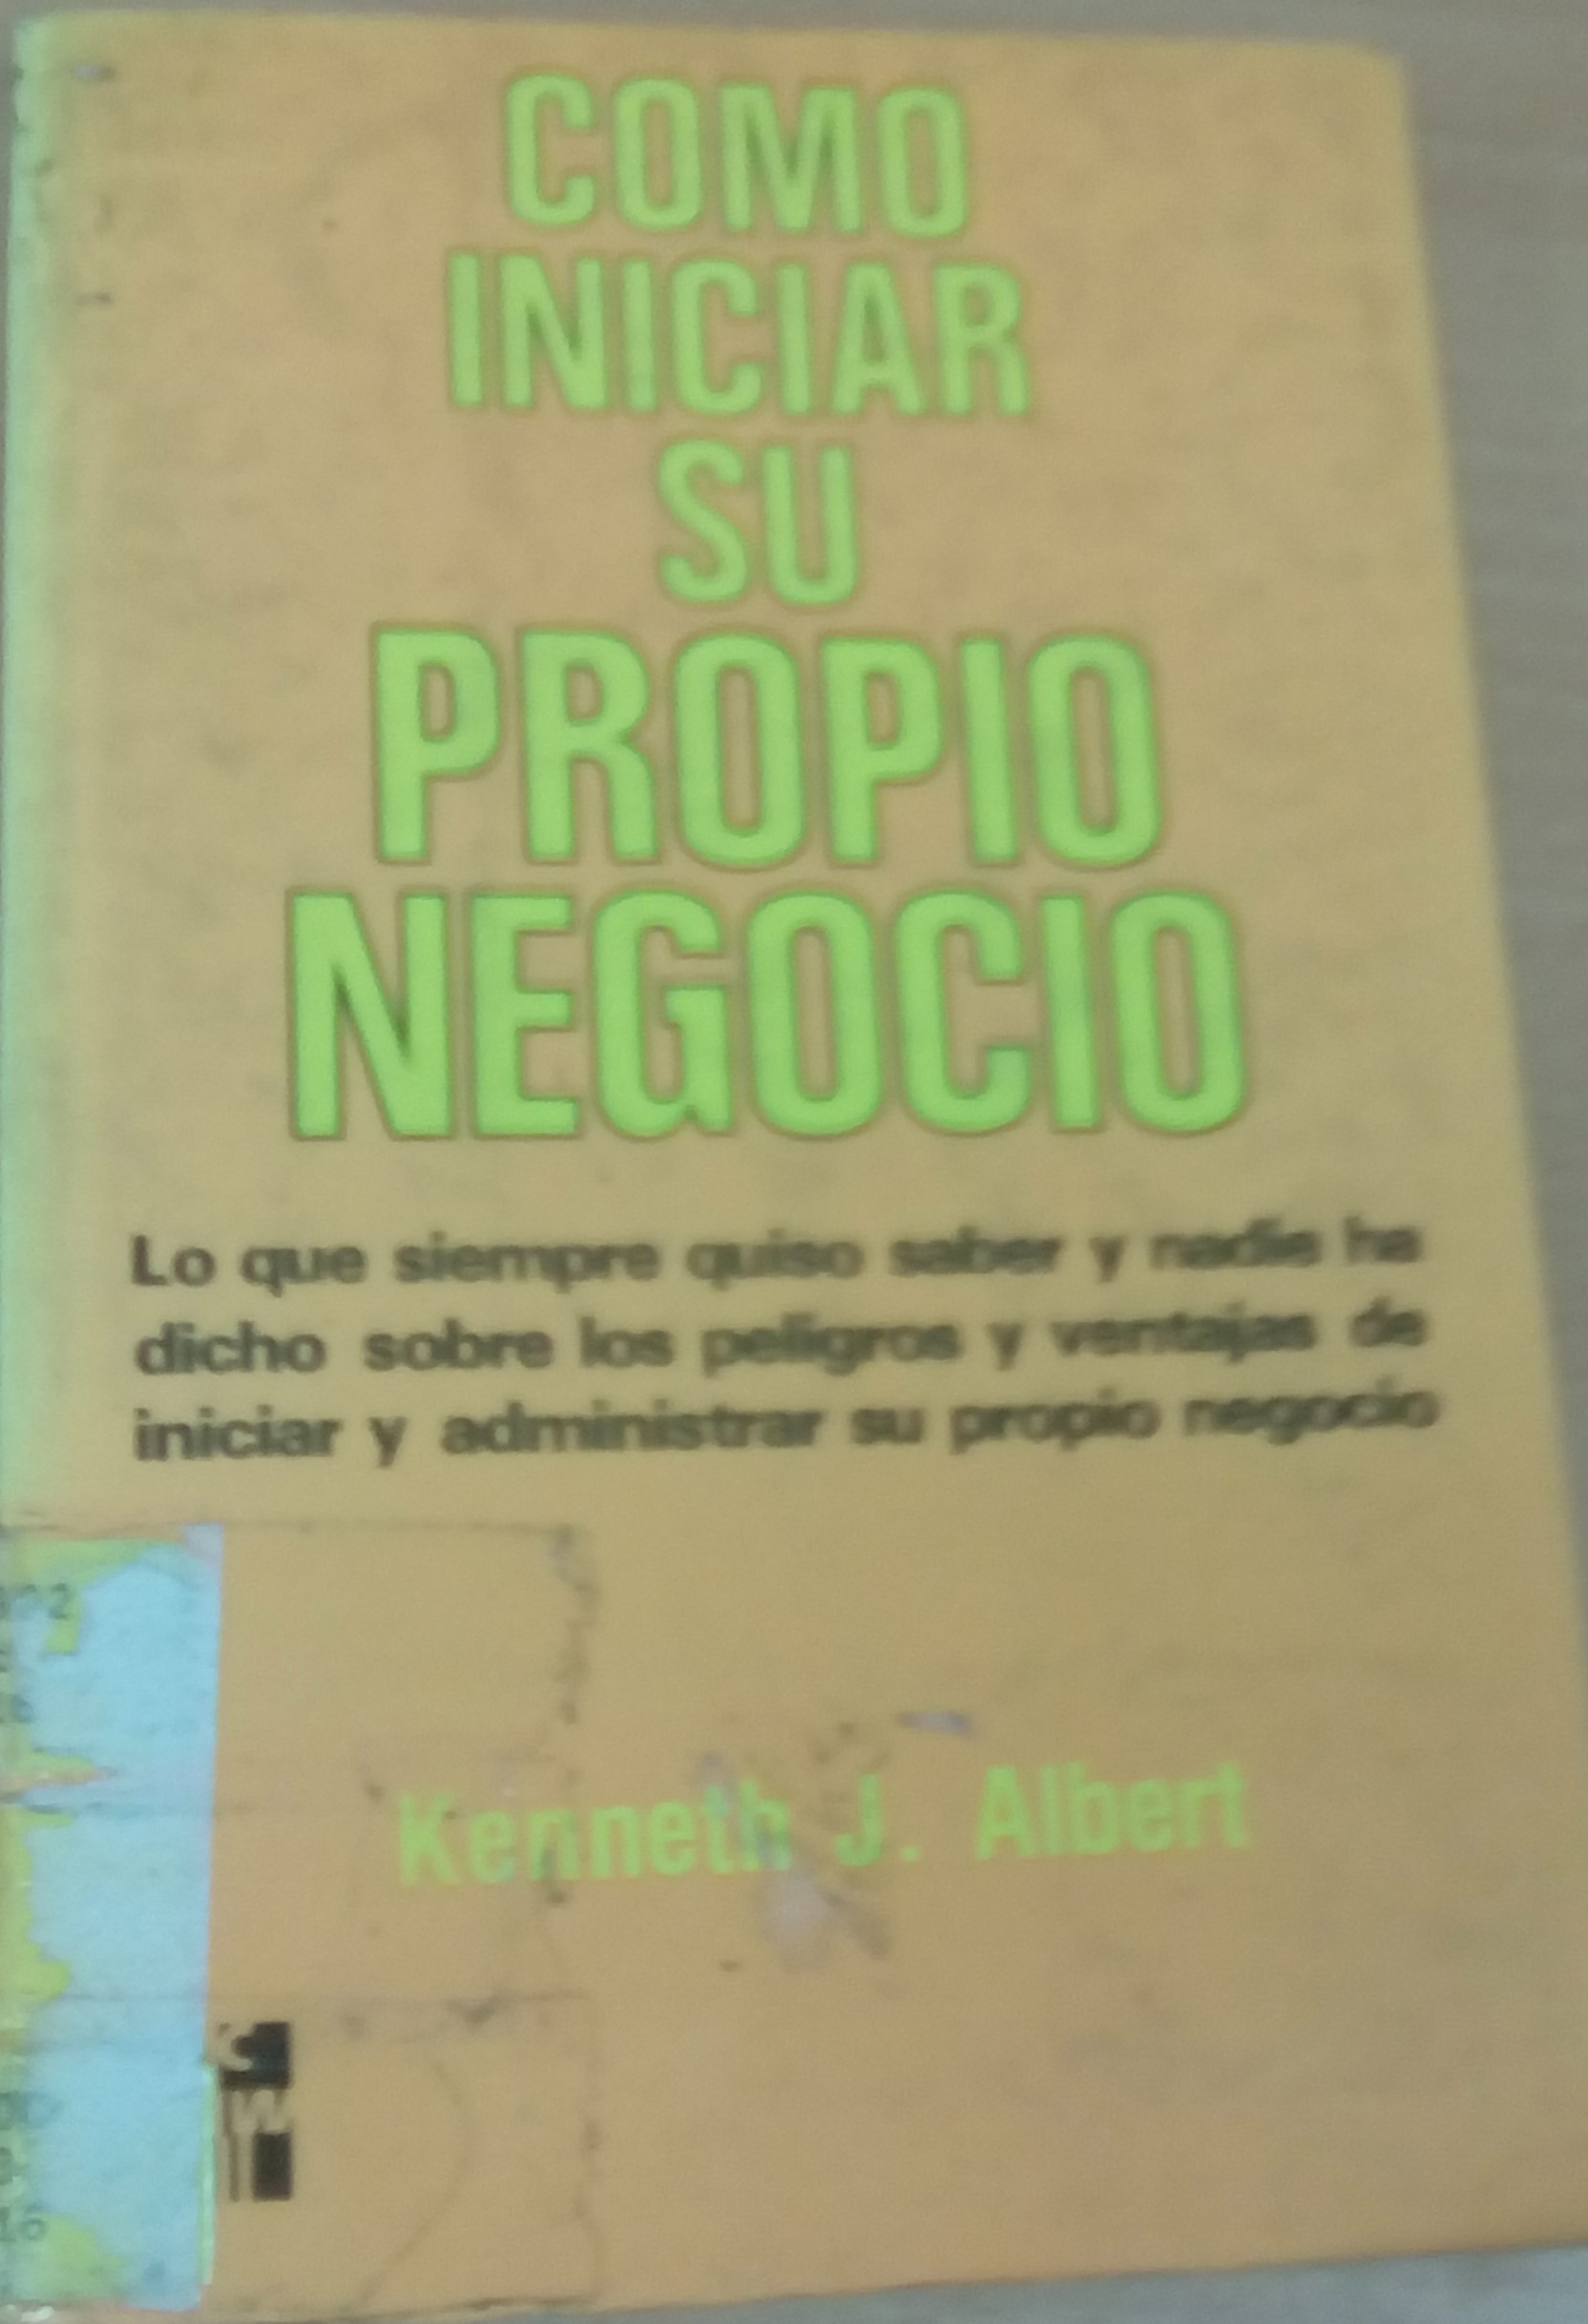 COMO
INICIAR
SU
PROPIO
NEGOCIO
Lo que siempre quiso saber y nadie ha
dicho sobre los peligros y ventajas de
iniciar y administrar su propio negocio
Kenneth J. Albert